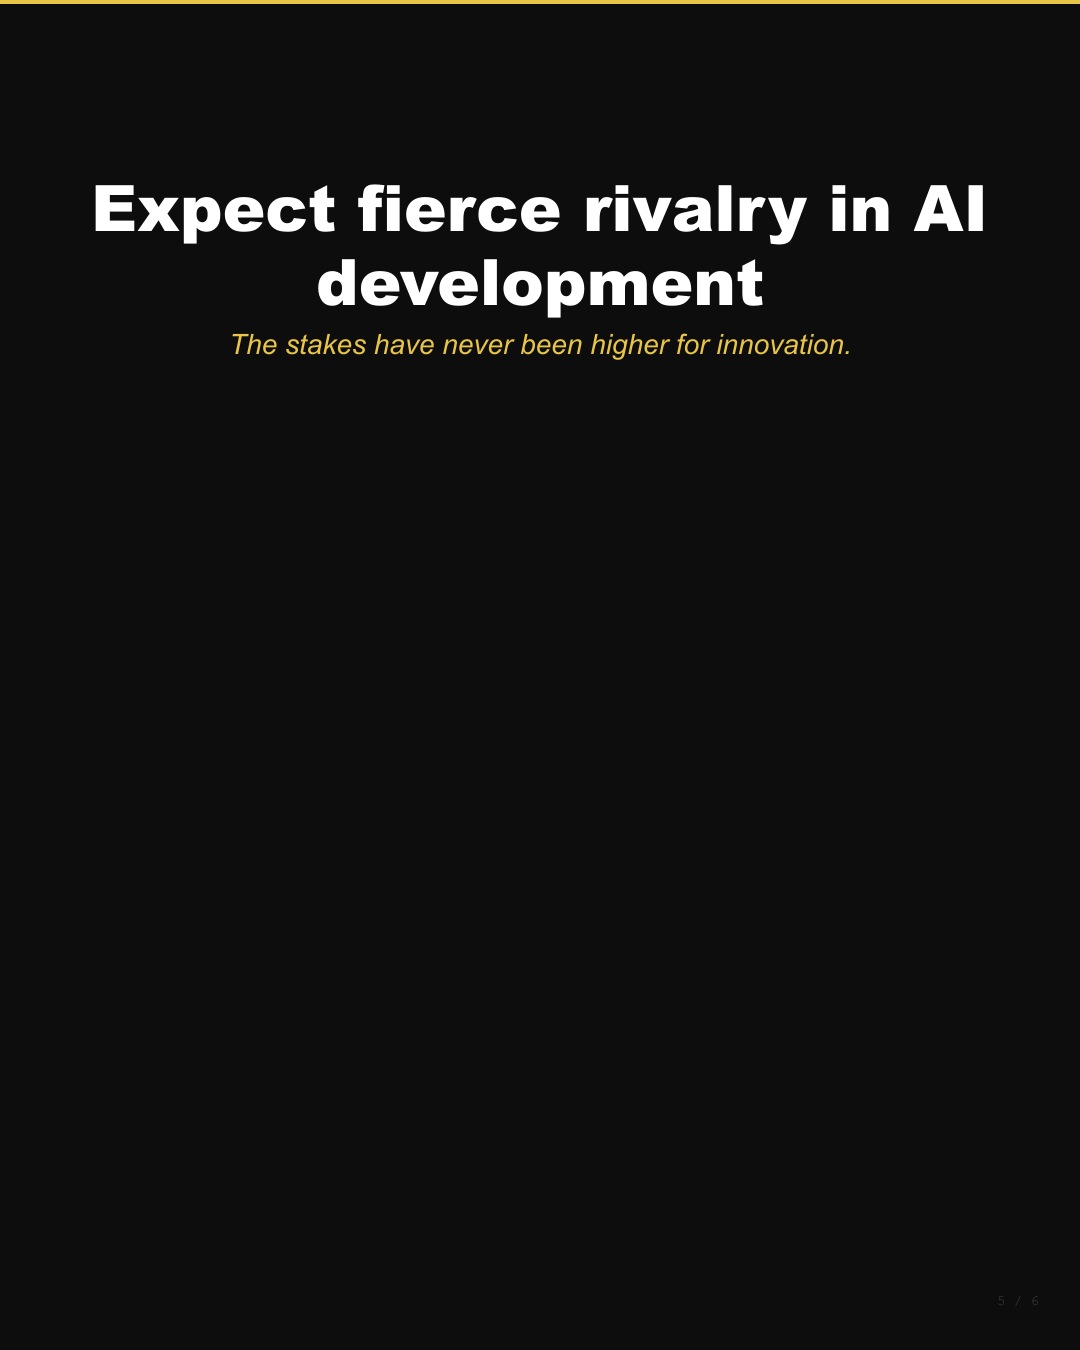 Expect fierce rivalry in AI
development
The stakes have never been higher for innovation.
5 / 6